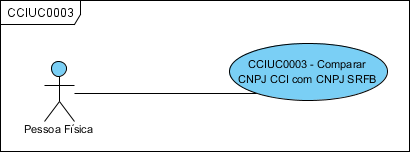 CCIUC0003
CCIUC0003 - Comparar
CNPJ CCI com CNPJ SRFB
Pessoa Física